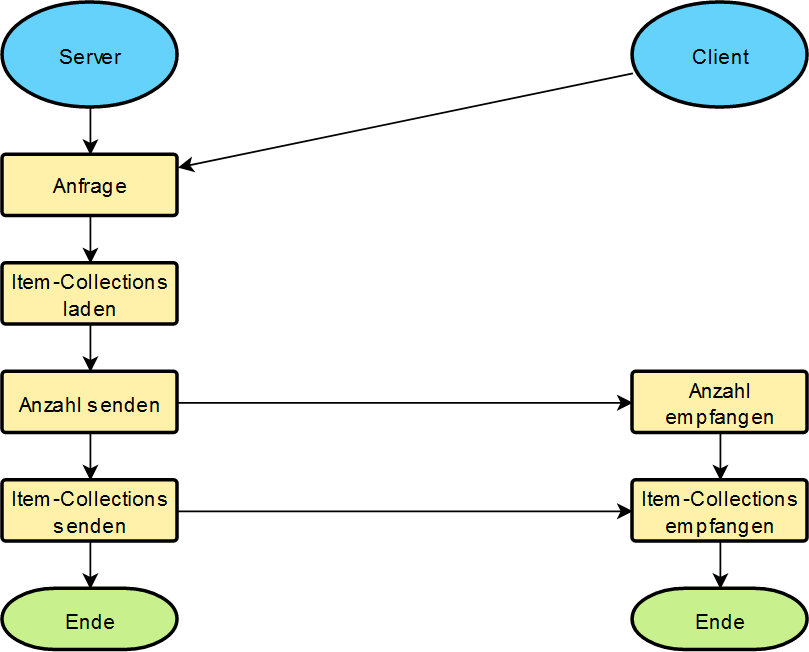 Server
Client
Anfrage
Item-Collections
laden
Anzahl senden
Anzahl
empfangen
Item-Collections
senden
Item-Collections
empfangen
Ende
Ende